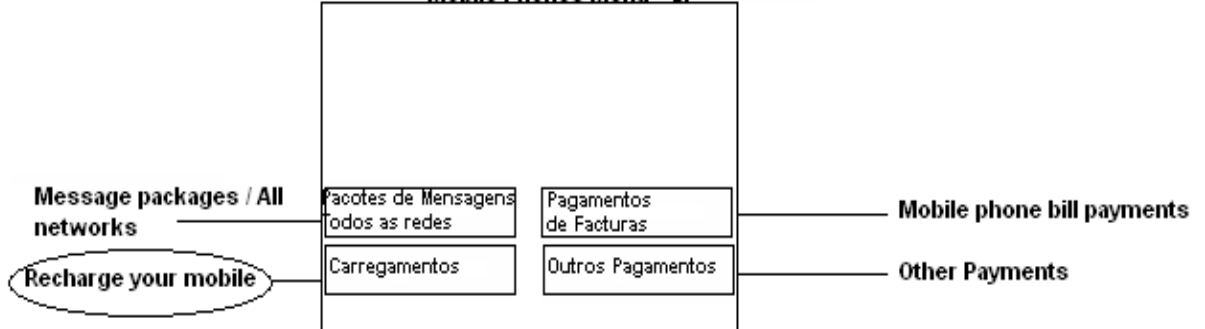 Message packages / All
networks
Pacotes de Mensagens
Todos as redes
Pagamentos
de Facturas
Mobile phone bill payments
Recharge your mobile
Carregamentos
Outros Pagamentos
Other Payments